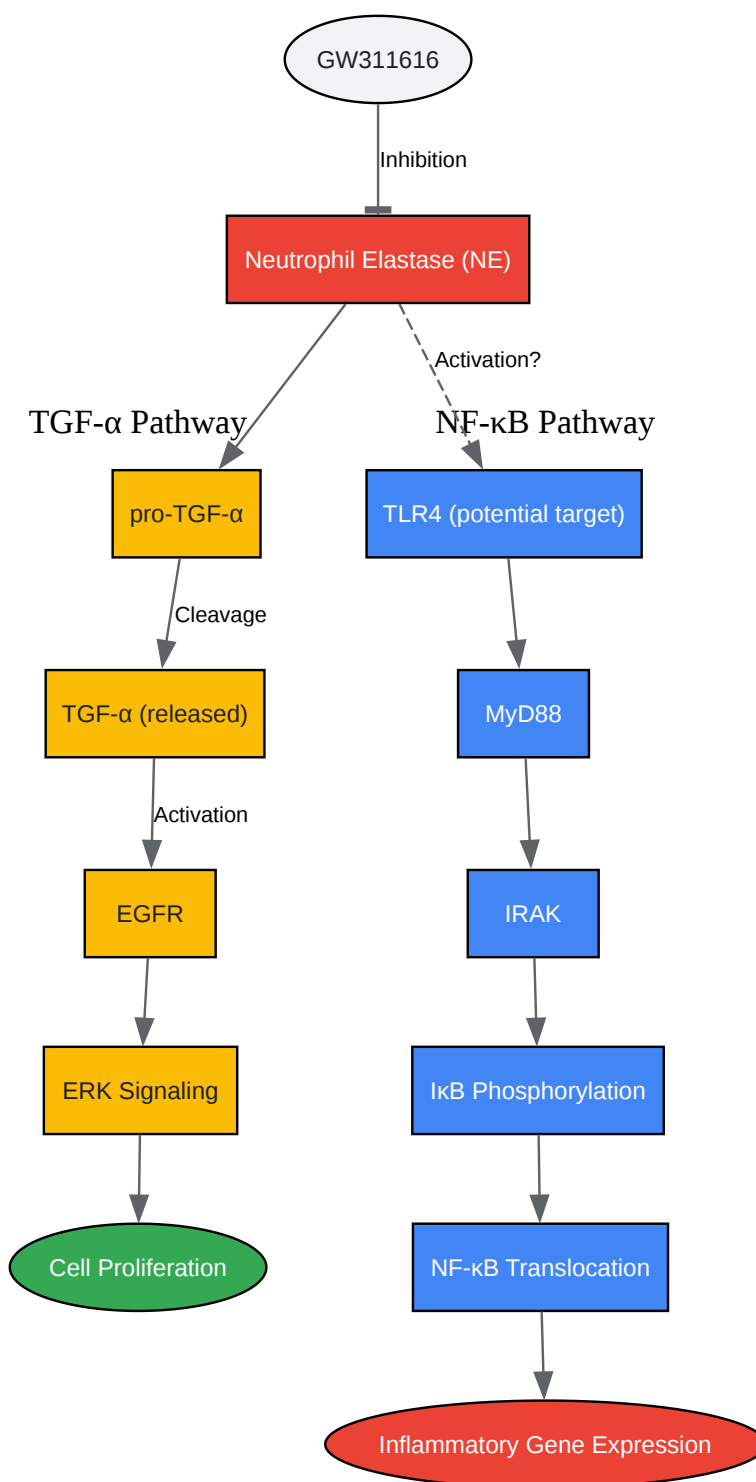 GW311616
Inhibition
Neutrophil Elastase (NE)
Activation?
TGF-α Pathway
NF-κB Pathway
pro-TGF-α
TLR4 (potential target)
Cleavage
TGF-α (released)
MyD88
Activation
EGFR
IRAK
ERK Signaling
IκB Phosphorylation
Cell Proliferation
NF-κB Translocation
Inflammatory Gene Expression